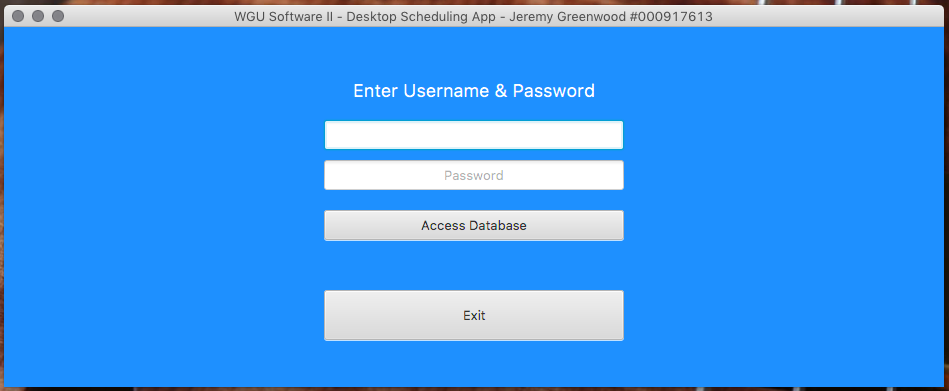 WGU Software II - Desktop Scheduling App - Jeremy Greenwood #000917613
Enter Username & Password
Password
Access Database
Exit